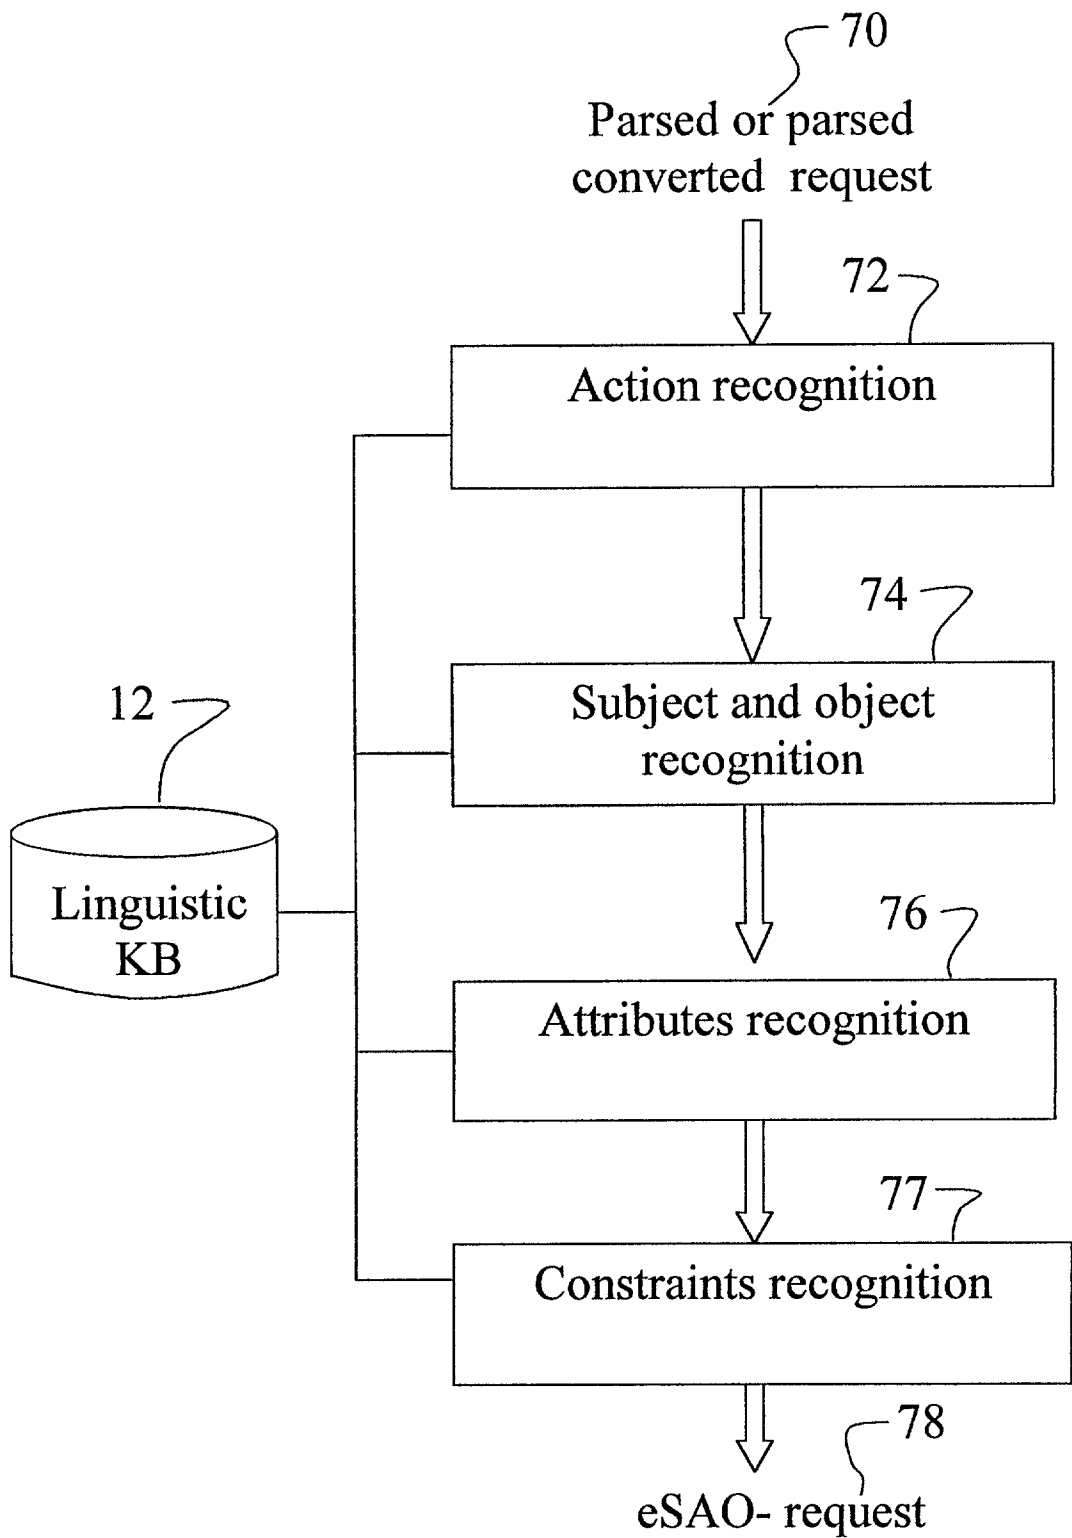 70
Parsed or parsed
converted request
72
Action recognition
74
Subject and object
recognition
12
Linguistic
KB
76
Attributes recognition
77
Constraints recognition
78
eSAO- request